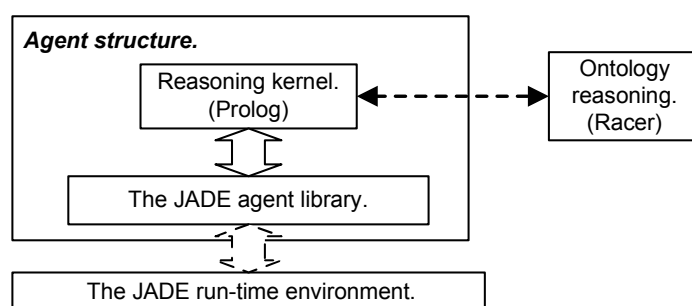 Agent structure.
Reasoning kernel.
(Prolog)
Ontology
reasoning.
(Racer)
The JADE agent library.
The JADE run-time environment.